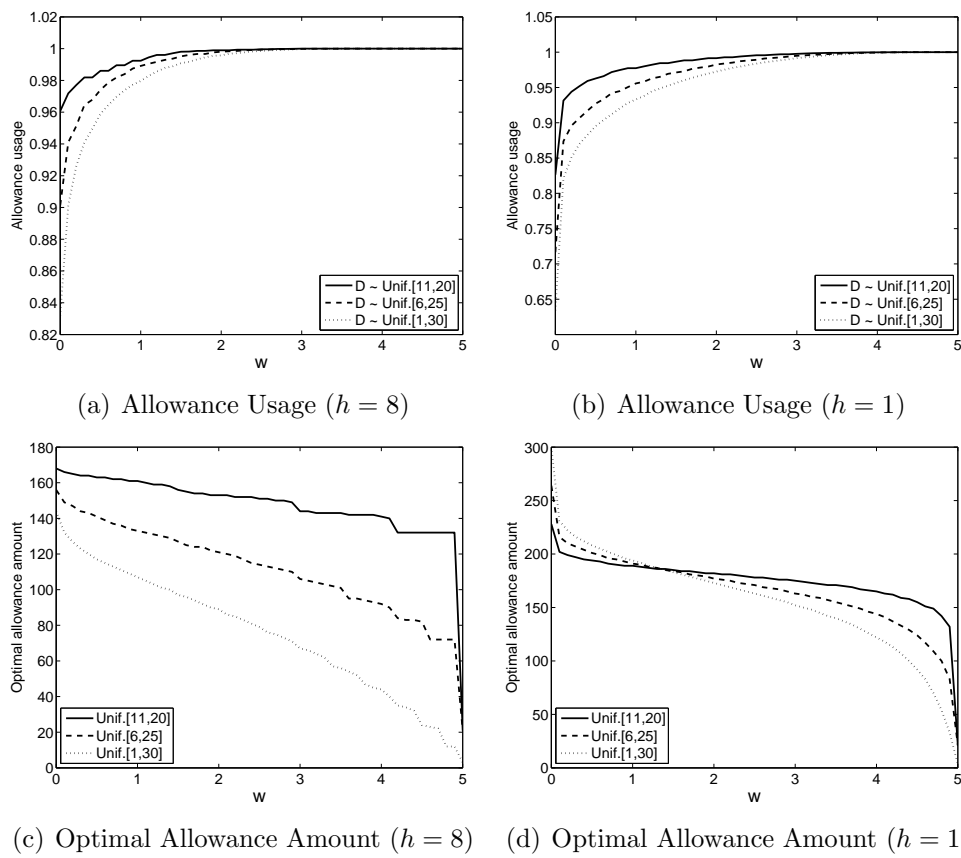 1.02
1
0.98
0.96
0.94
0.92
0.9
0.88
0.86
0.84
0.82
Allowance usage
D ~ Unif.[11,20]
D ~ Unif.[6,25]
D ~ Unif.[1,30]
0 1 2 3 4 5
w
(a) Allowance Usage (h = 8)
1.05
1
0.95
0.9
0.85
0.8
0.75
0.7
0.65
Allowance usage
D ~ Unif.[11,20]
D ~ Unif.[6,25]
D ~ Unif.[1,30]
0 1 2 3 4 5
w
(b) Allowance Usage (h = 1)
180
160
140
120
100
80
60
40
20
0
Optimal allowance amount
Unif.[11,20]
Unif.[6,25]
Unif.[1,30]
0 1 2 3 4 5
w
(c) Optimal Allowance Amount (h = 8)
300
250
200
150
100
50
0
Optimal allowance amount
Unif.[11,20]
Unif.[6,25]
Unif.[1,30]
0 1 2 3 4 5
w
(d) Optimal Allowance Amount (h = 1